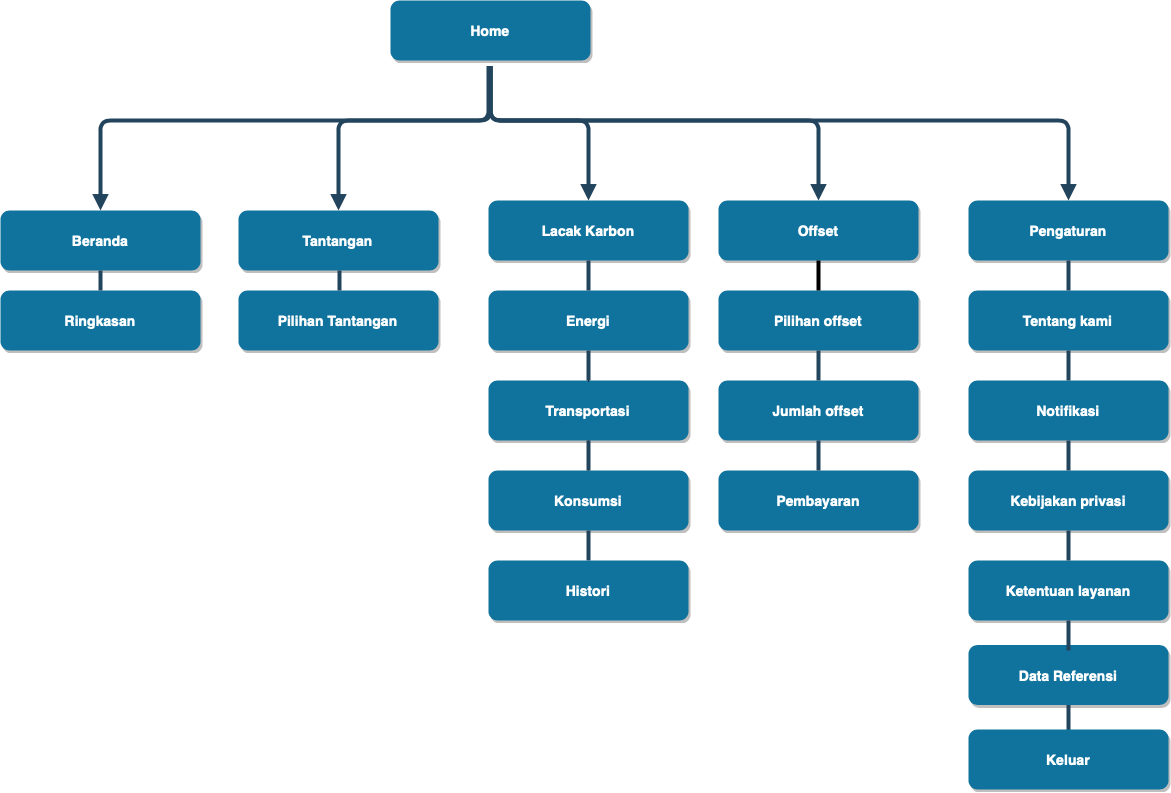 Home
Beranda
Ringkasan
Tantangan
Pilihan Tantangan
Lacak Karbon
Energi
Transportasi
Konsumsi
Histori
Offset
Pilihan offset
Jumlah offset
Pembayaran
Pengaturan
Tentang kami
Notifikasi
Kebijakan privasi
Ketentuan layanan
Data Referensi
Keluar